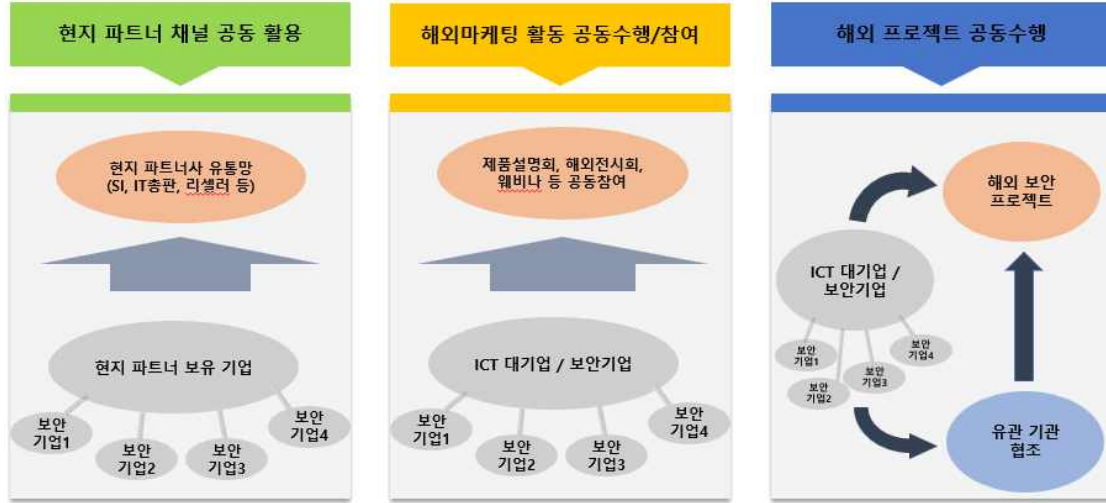 현지 파트너 채널 공동 활용
현지 파트너사 유통망
(SI, IT총판, 리셀러 등)
현지 파트너 보유 기업
보안
기업1
보안
기업2
보안
기업3
보안
기업4
해외마케팅 활동 공동수행/참여
제품설명회, 해외전시회,
웨비나 등 공동참여
ICT 대기업 / 보안기업
보안
기업1
보안
기업2
보안
기업3
보안
기업4
해외 프로젝트 공동수행
해외 보안
프로젝트
ICT 대기업 /
보안기업
보안
기업1
보안
기업2
보안
기업3
보안
기업4
유관 기관
협조